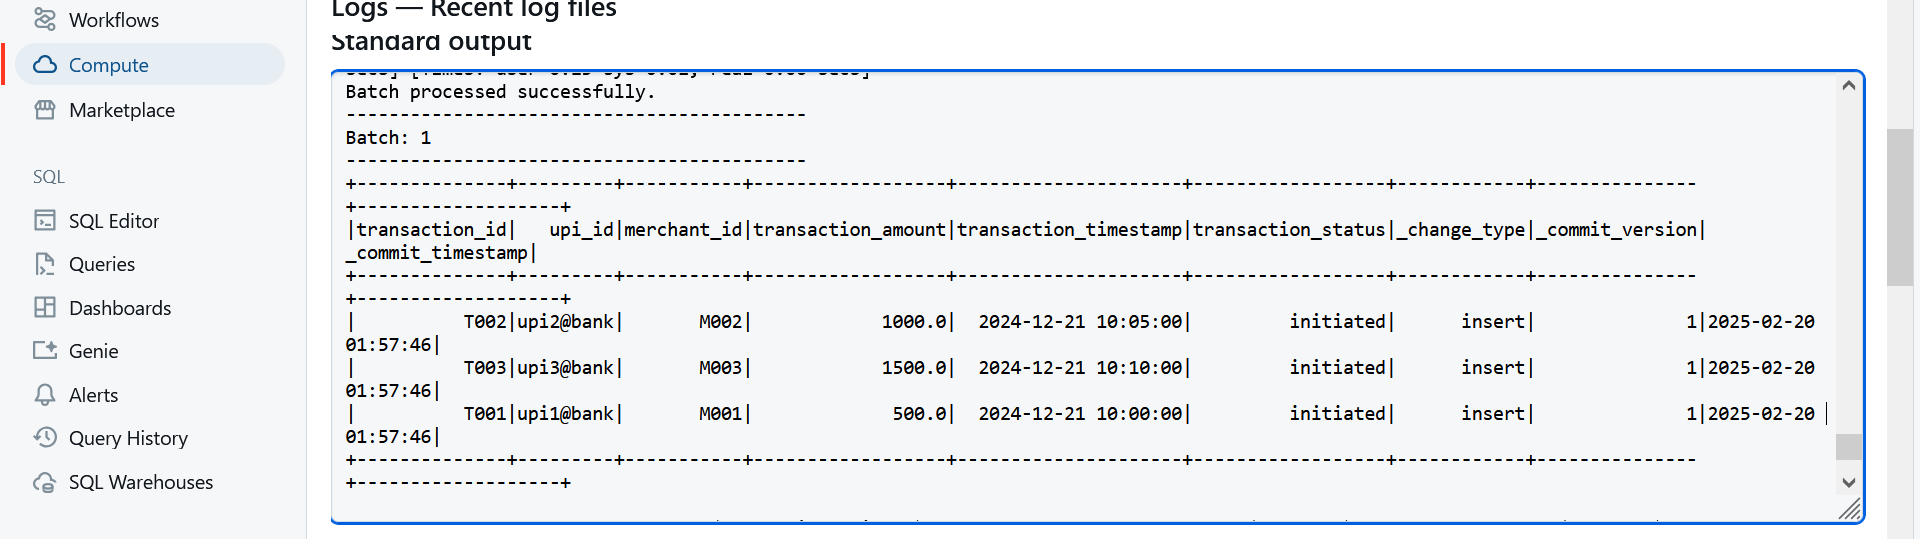 Workflows
Compute
Marketplace
SQL
SQL Editor
Queries
Dashboards
Genie
Alerts
Query History
SQL Warehouses
Logs — Recent log files
Standard output
Batch processed successfully.
-------------------------------------------
Batch: 1
-------------------------------------------
+--------------+---------+-----------+------------------+---------------------+------------------+------------+---------------
+-------------------+
|transaction_id|   upi_id|merchant_id|transaction_amount|transaction_timestamp|transaction_status|_change_type|_commit_version|
_commit_timestamp|
+--------------+---------+-----------+------------------+---------------------+------------------+------------+---------------
+-------------------+
|          T002|upi2@bank|       M002|            1000.0|  2024-12-21 10:05:00|         initiated|      insert|              1|2025-02-20
01:57:46|
|          T003|upi3@bank|       M003|            1500.0|  2024-12-21 10:10:00|         initiated|      insert|              1|2025-02-20
01:57:46|
|          T001|upi1@bank|       M001|             500.0|  2024-12-21 10:00:00|         initiated|      insert|              1|2025-02-20
01:57:46|
+--------------+---------+-----------+------------------+---------------------+------------------+------------+---------------
+-------------------+